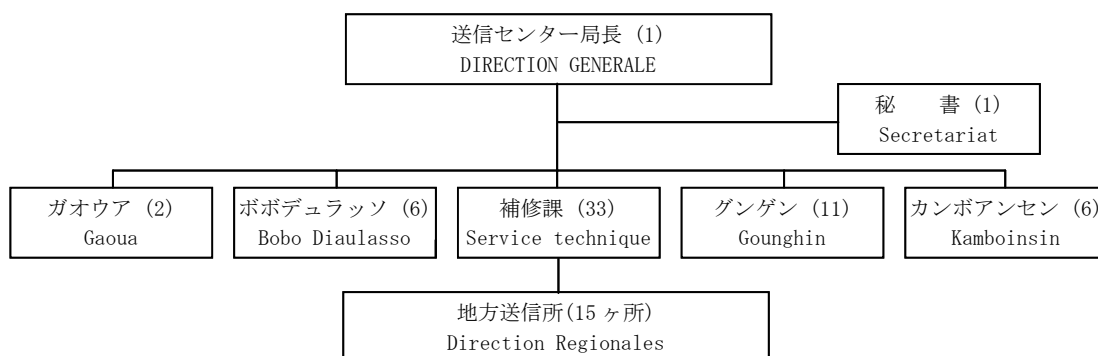 送信センター局長 (1)
DIRECTION GENERALE
秘　　書 (1)
Secretariat
ガオウア (2)
Gaoua
ボボデュラッソ (6)
Bobo Diaulasso
補修課 (33)
Service technique
グンゲン (11)
Gounghin
カンボアンセン (6)
Kamboinsin
地方送信所(15 ヶ所)
Direction Regionales